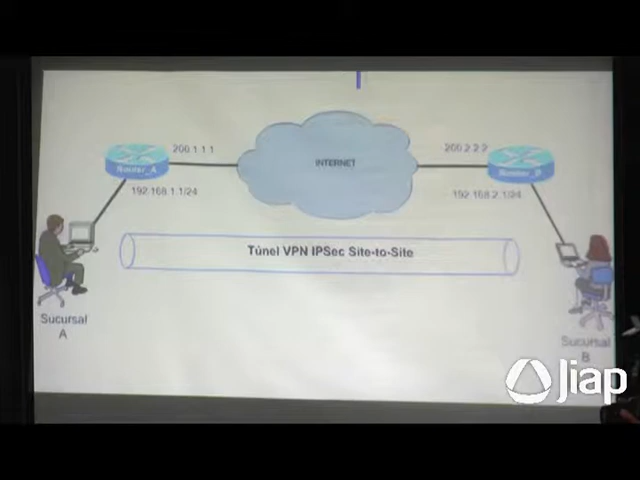 200.1.1.1
200.2.2.2
INTERNET
Router_A
Router_B
192.168.1.1/24
192.168.2.1/24
Túnel VPN IPSec Site-to-Site
Sucursal
A
Sucursal
B
Jiap